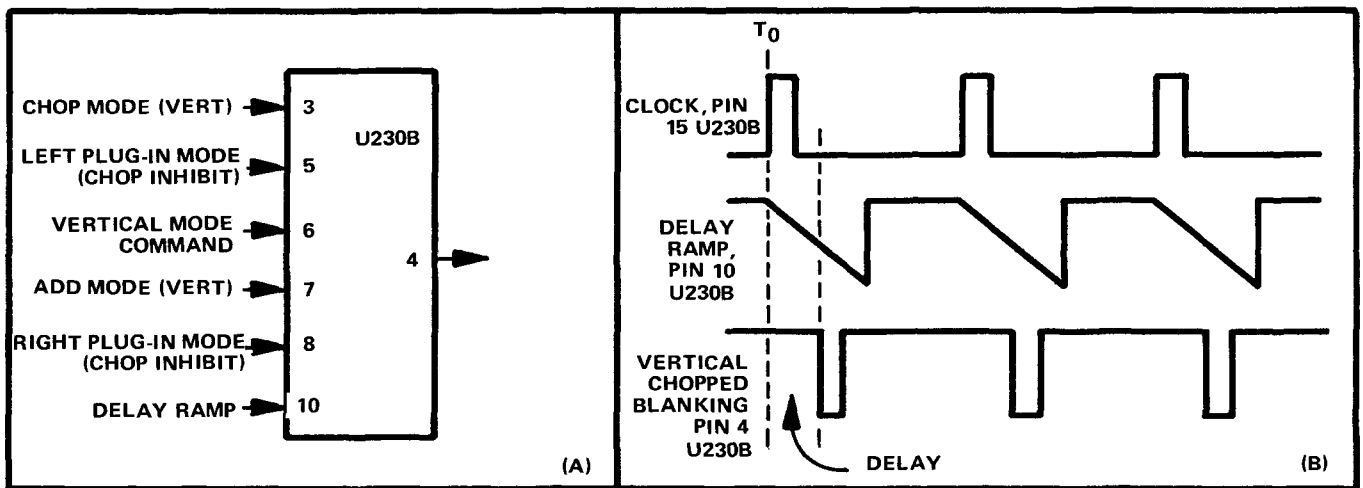 CHOP MODE (VERT)
3
U230B
LEFT PLUG-IN MODE
(CHOP INHIBIT)
5
VERTICAL MODE
COMMAND
6
4
ADD MODE (VERT)
7
RIGHT PLUG-IN MODE
(CHOP INHIBIT)
8
DELAY RAMP
10
(A)
T0
CLOCK, PIN
15 U230B
DELAY
RAMP,
PIN 10
U230B
VERTICAL
CHOPPED
BLANKING
PIN 4
U230B
DELAY
(B)